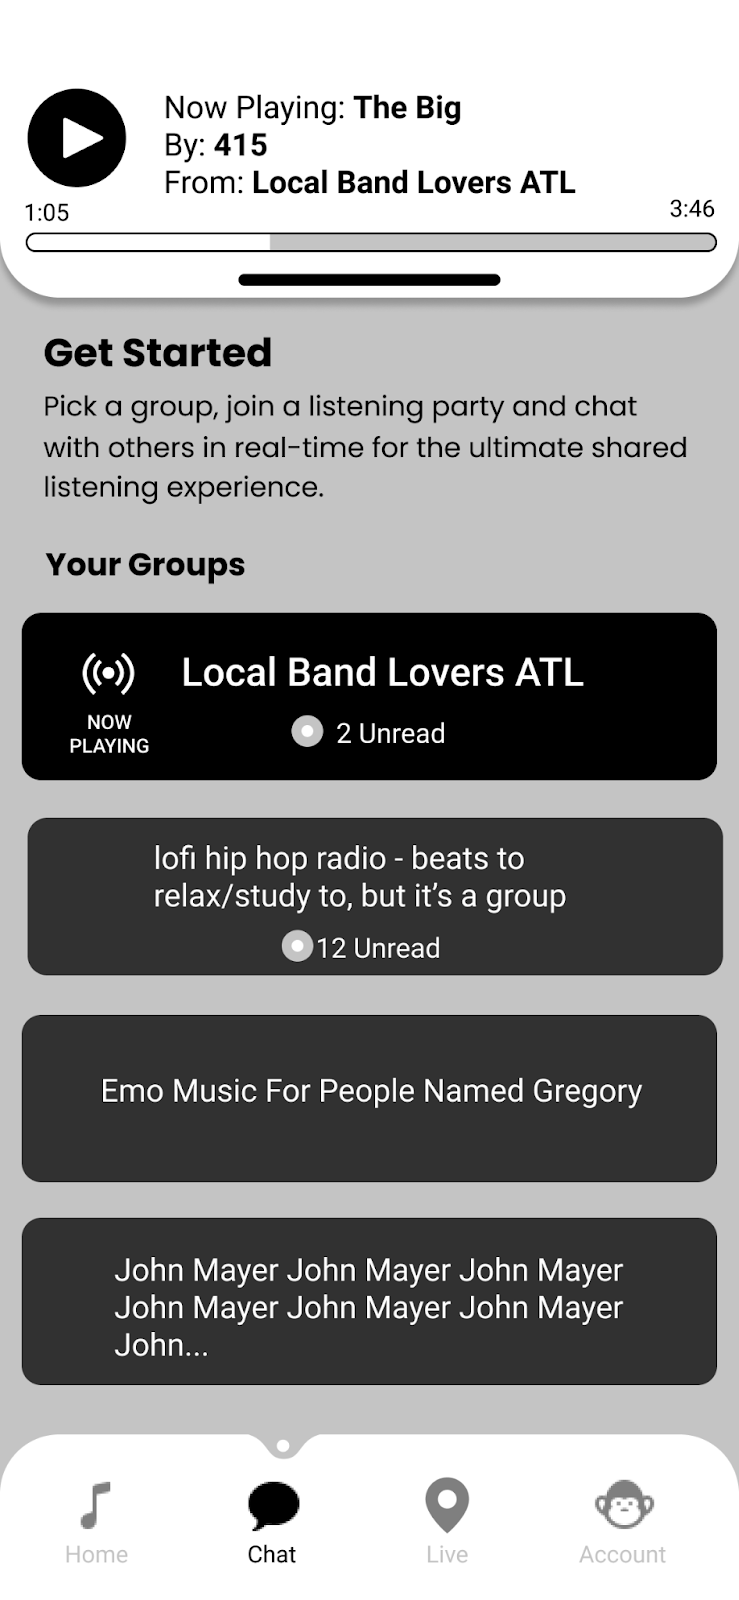 Now Playing: The Big
By: 415
From: Local Band Lovers ATL
1:05
3:46
Get Started
Pick a group, join a listening party and chat
with others in real-time for the ultimate shared
listening experience.
Your Groups
Local Band Lovers ATL
NOW
PLAYING
2 Unread
lofi hip hop radio - beats to
relax/study to, but it’s a group
12 Unread
Emo Music For People Named Gregory
John Mayer John Mayer John Mayer
John Mayer John Mayer John Mayer
John...
Home
Chat
Live
Account